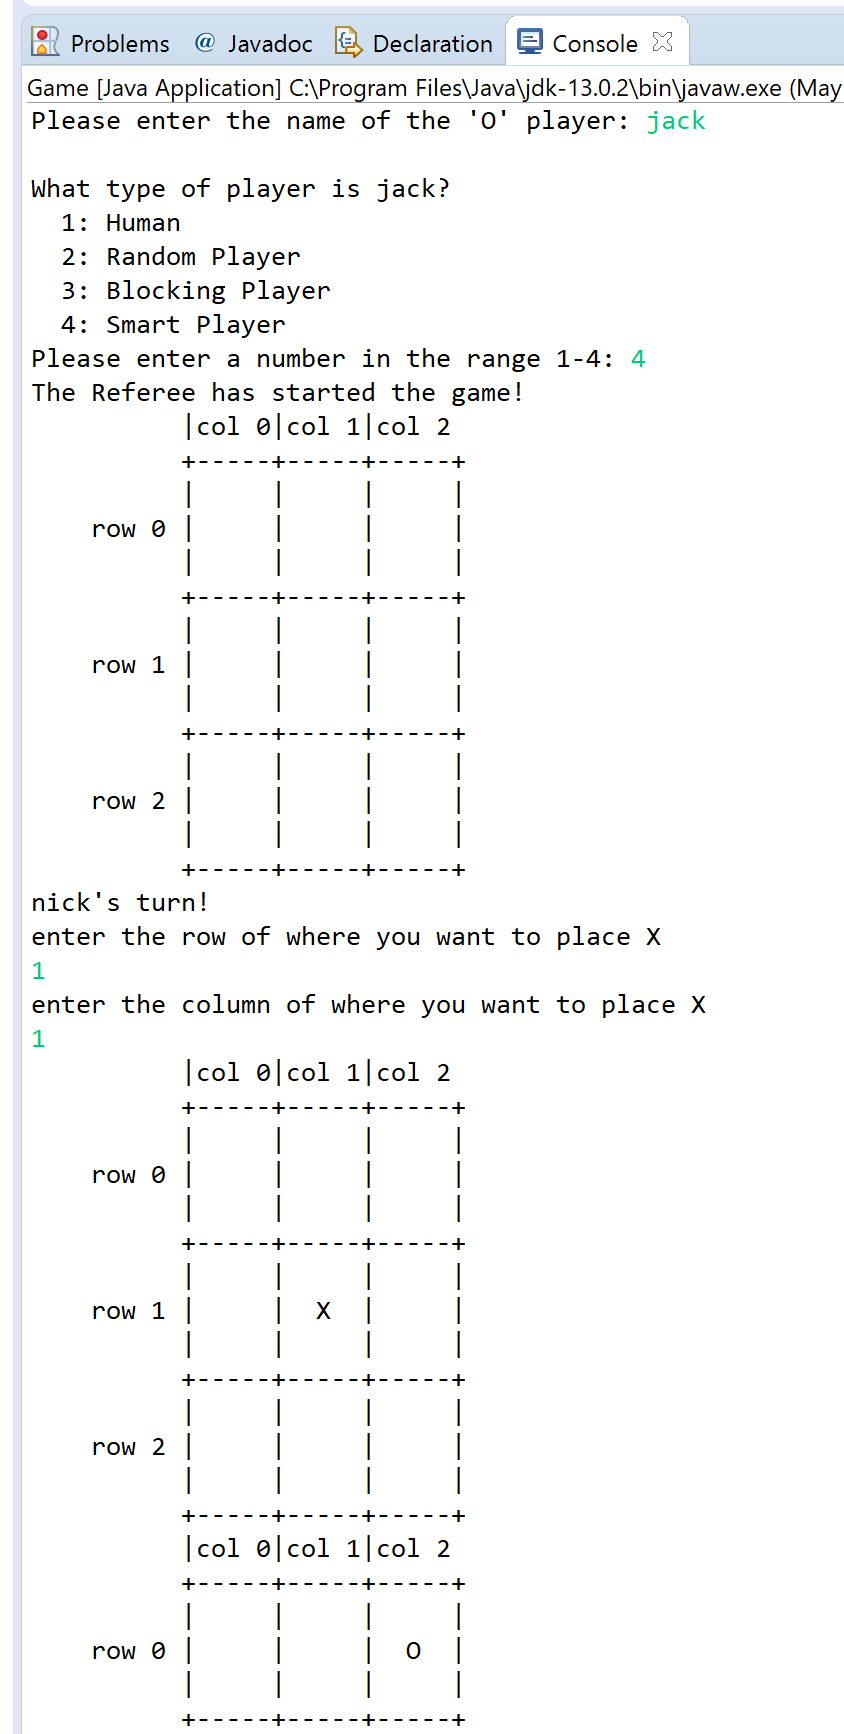 Problems @ Javadoc Declaration Console
Game [Java Application] C:\Program Files\Java\jdk-13.0.2\bin\javaw.exe (May
Please enter the name of the 'O' player: jack

What type of player is jack?
  1: Human
  2: Random Player
  3: Blocking Player
  4: Smart Player
Please enter a number in the range 1-4: 4
The Referee has started the game!
          |col 0|col 1|col 2
          +-----+-----+-----+
          |     |     |     |
    row 0 |     |     |     |
          |     |     |     |
          +-----+-----+-----+
          |     |     |     |
    row 1 |     |     |     |
          |     |     |     |
          +-----+-----+-----+
          |     |     |     |
    row 2 |     |     |     |
          |     |     |     |
          +-----+-----+-----+
nick's turn!
enter the row of where you want to place X
1
enter the column of where you want to place X
1
          |col 0|col 1|col 2
          +-----+-----+-----+
          |     |     |     |
    row 0 |     |     |     |
          |     |     |     |
          +-----+-----+-----+
          |     |     |     |
    row 1 |     |  X  |     |
          |     |     |     |
          +-----+-----+-----+
          |     |     |     |
    row 2 |     |     |     |
          |     |     |     |
          +-----+-----+-----+
          |col 0|col 1|col 2
          +-----+-----+-----+
          |     |     |     |
    row 0 |     |     |  O  |
          |     |     |     |
          +-----+-----+-----+